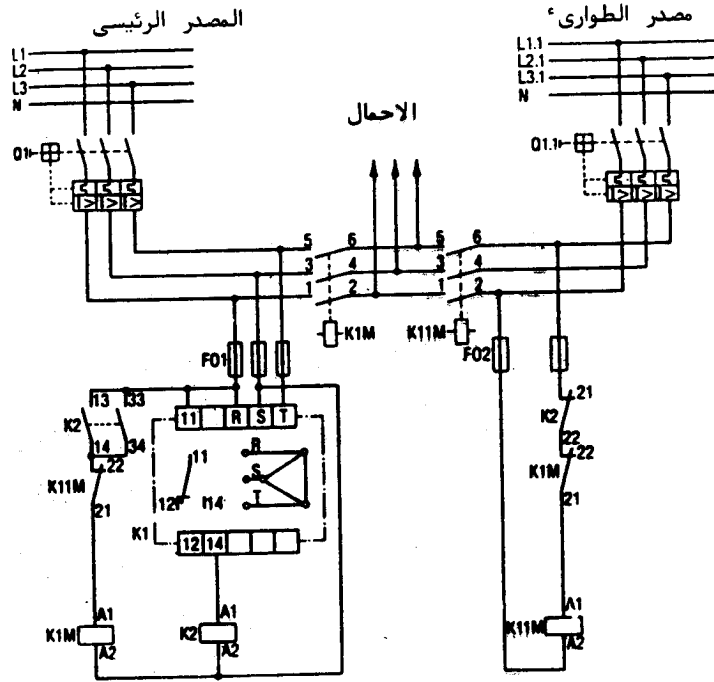 المصدر الرئيسى
مصدر الطوارىء
L1
L2
L3
N
L1.1
L2.1
L3.1
N
الاحمال
Q1
Q1.1
5 6 5 6
3 4 3 4
1 2 1 2
K1M K11M
F01 F02
13 33
K2
14 34
22
K11M
21
11 R S T
R
11
S
12 14 T
K1
12 14
21
K2
22
22
K1M
21
A1
K1M
A2
A1
K2
A2
A1
K11M
A2